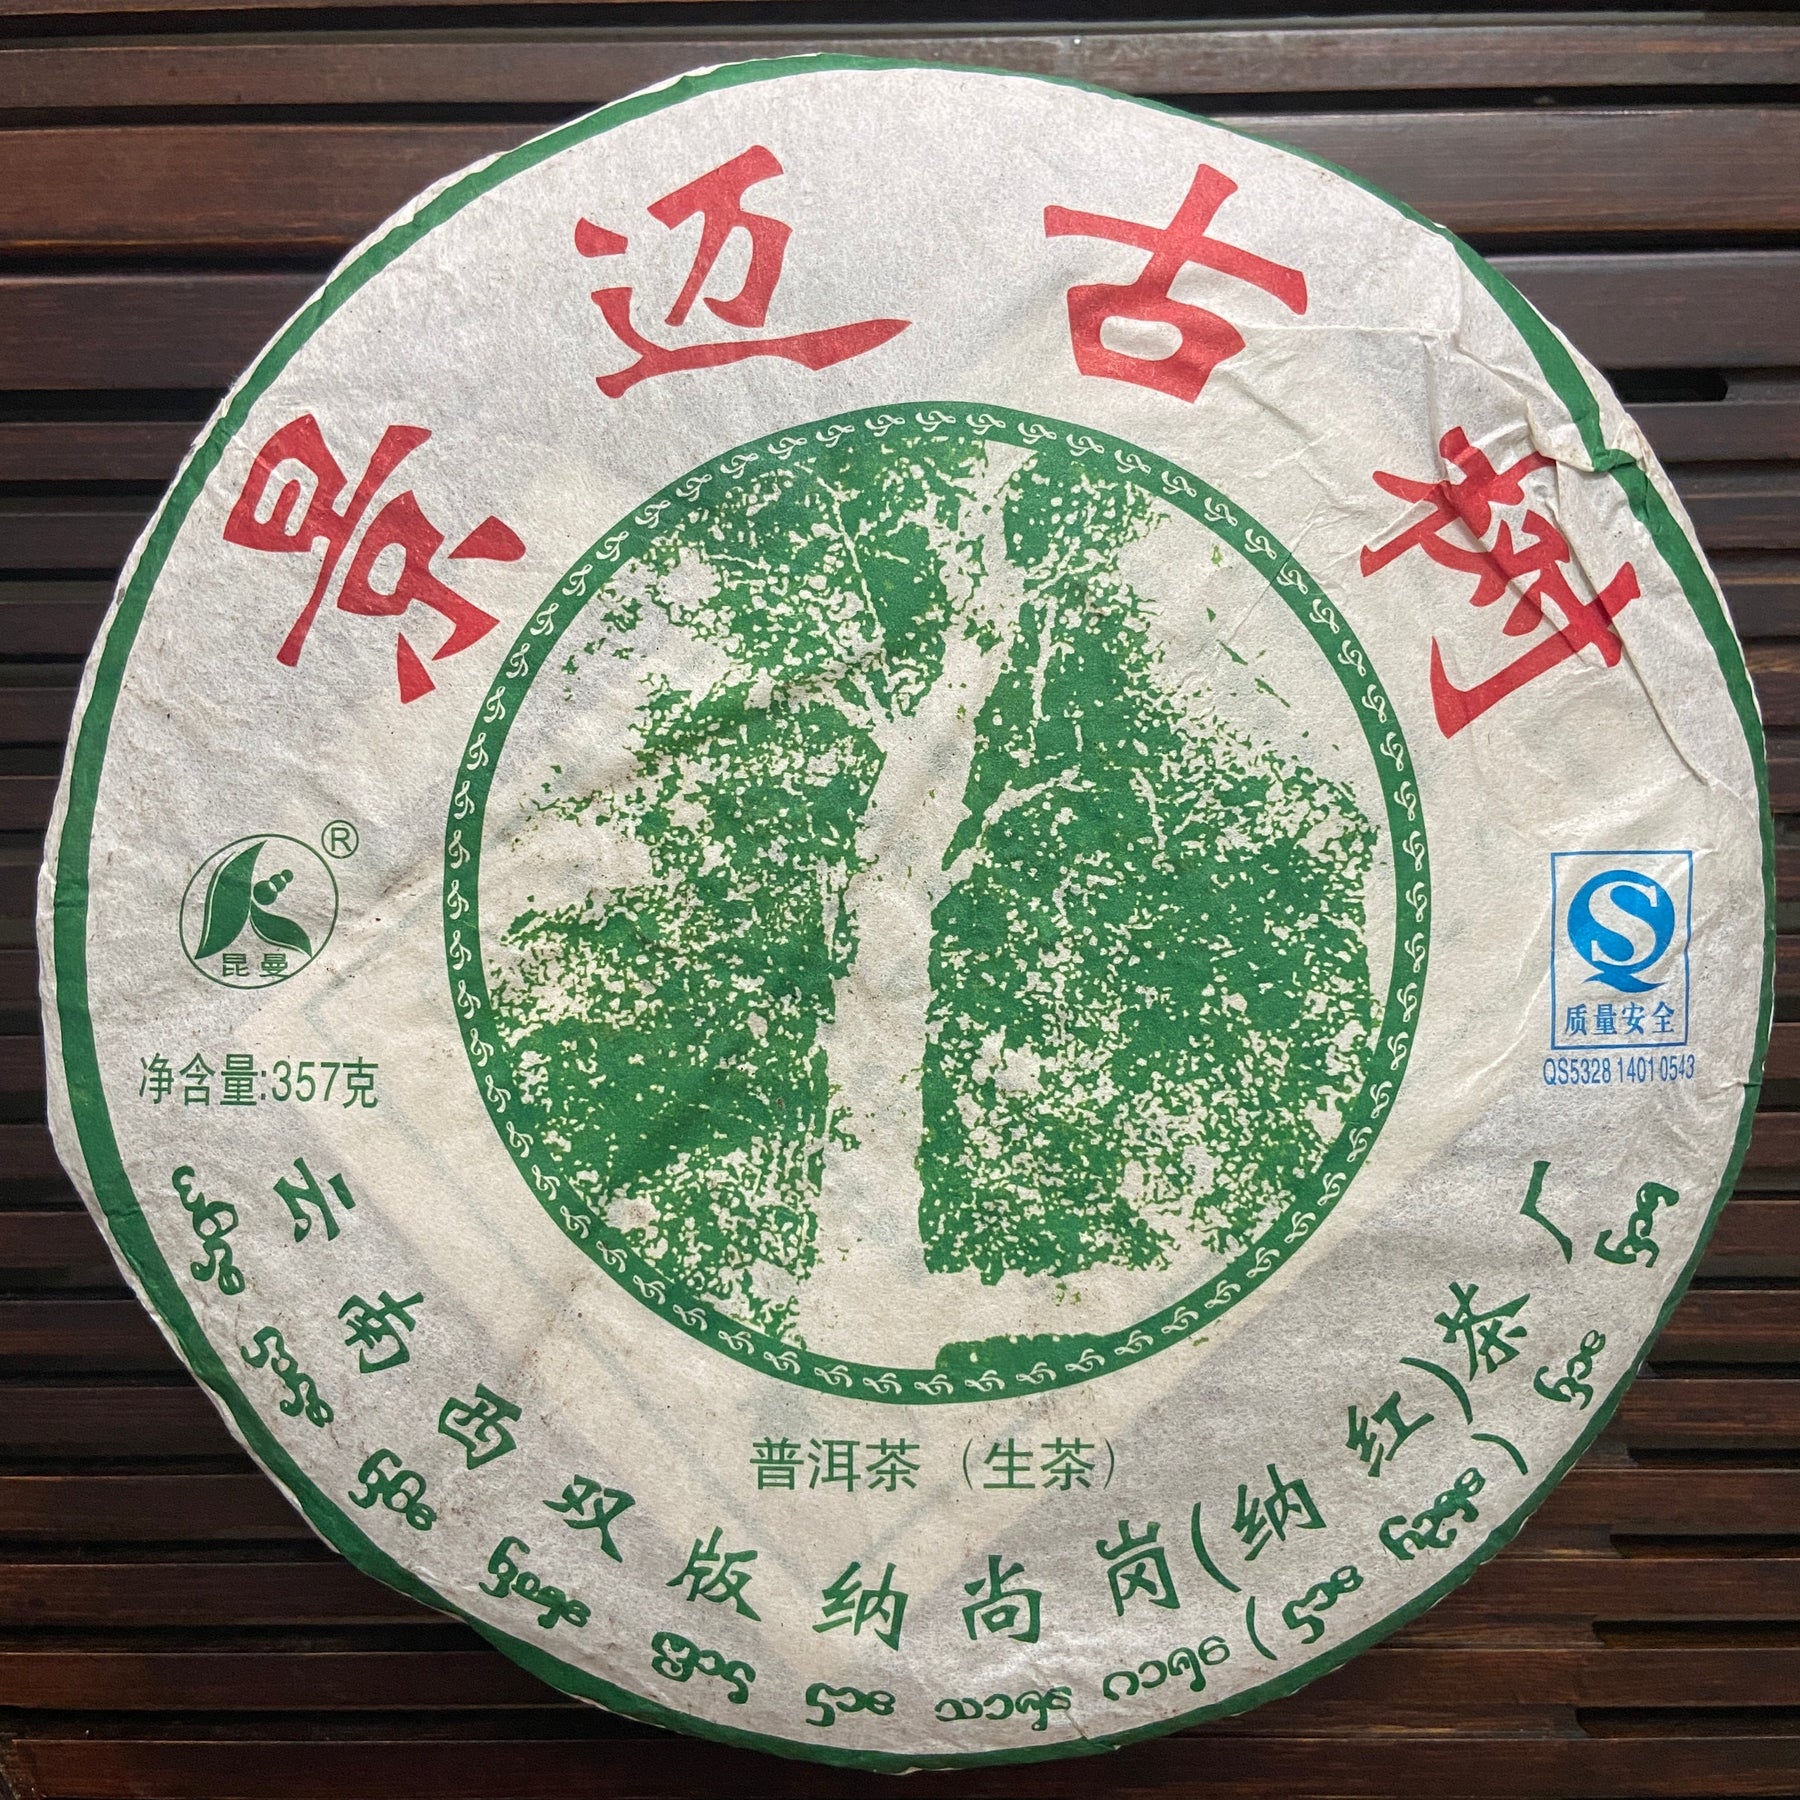 景迈古树
®
昆曼
净含量:357克
质量安全
QS5328 1401 0543
普洱茶（生茶）
云南西双版纳尚岗(纳红)茶厂